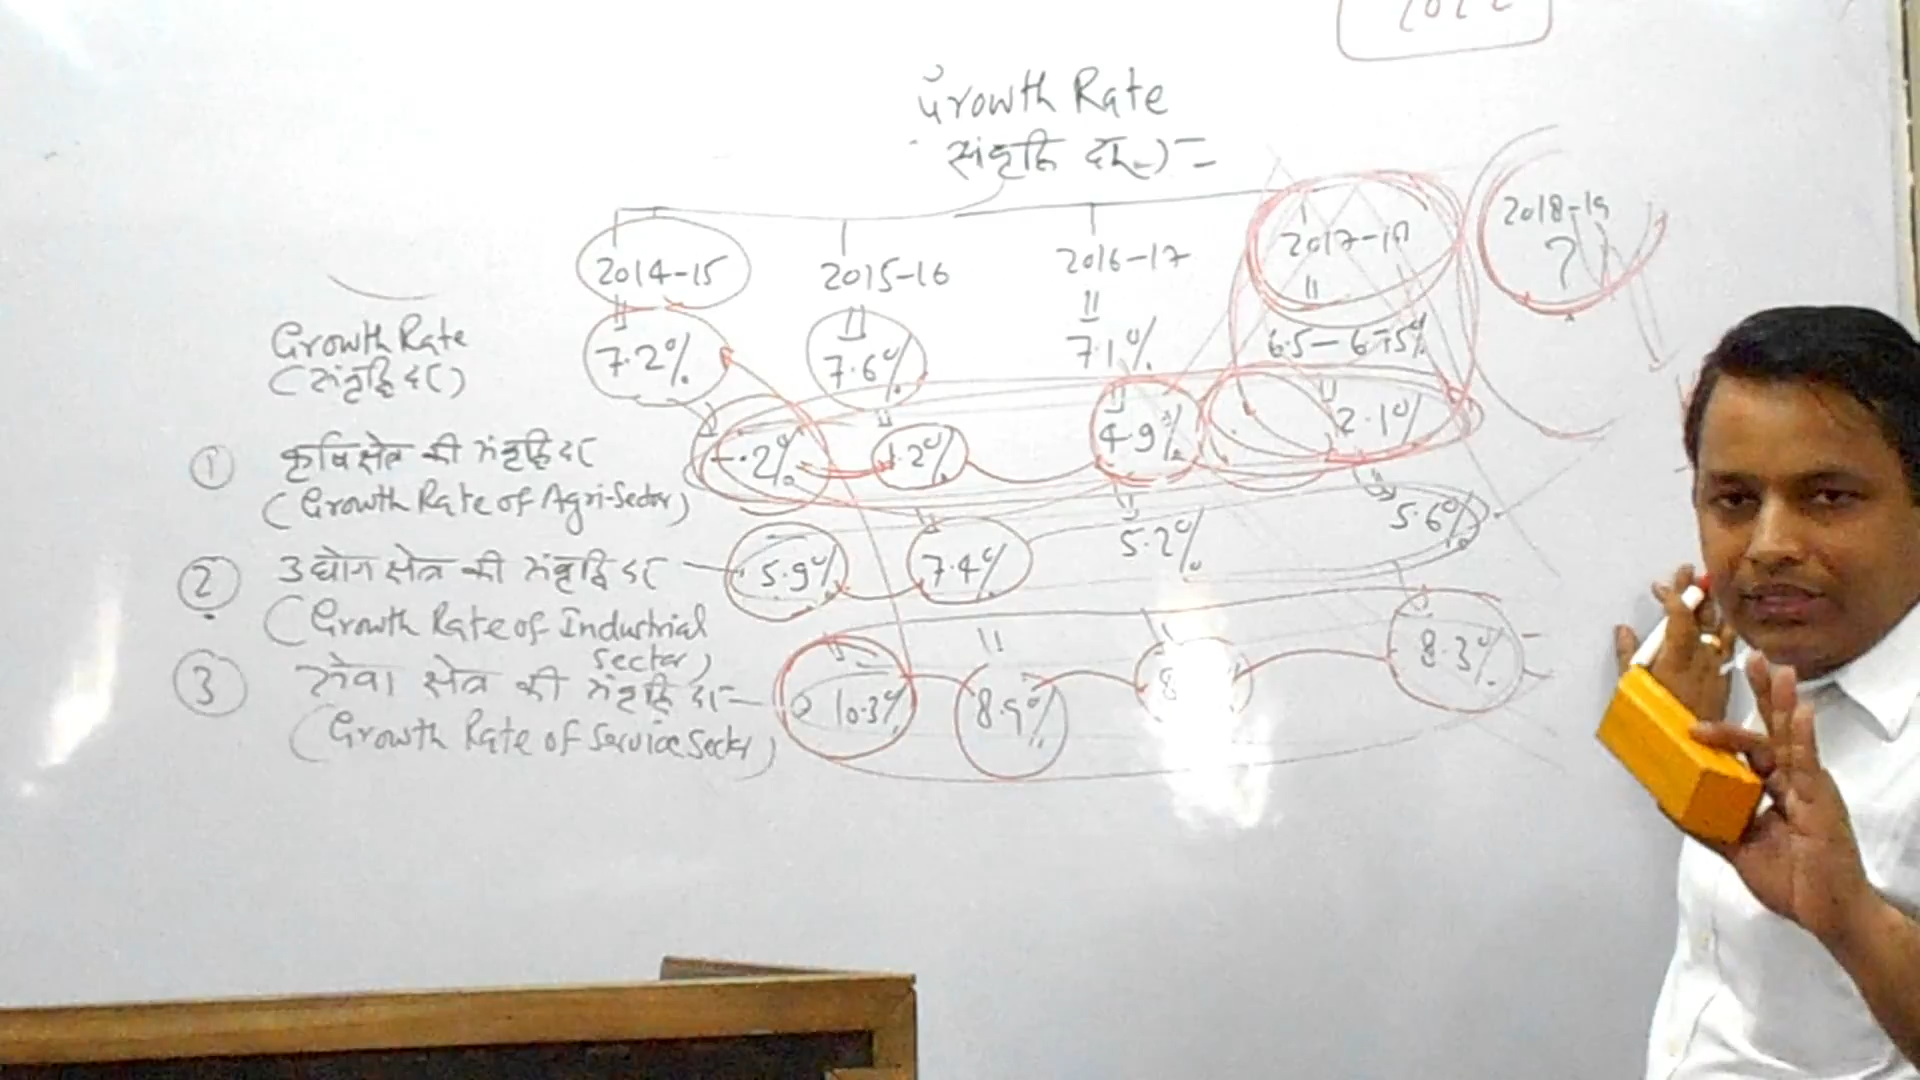 Growth Rate
संवृद्धि दर) =
2014-15 2015-16 2016-17 2017-18 2018-19
?
Growth Rate 7.2% 7.6% 7.1% 6.5-6.75%
(संवृद्धि दर)
① कृषि क्षेत्र की संवृद्धि दर -.2% 1.2% 4.9% 2.1%
(Growth Rate of Agri-Sector)
② उद्योग क्षेत्र की संवृद्धि दर - 5.9% 7.4% 5.2% 5.6%
(Growth Rate of Industrial
Sector)
③ सेवा क्षेत्र की संवृद्धि दर - 10.3% 8.9% 8 8.3%
(Growth Rate of Service Sector)